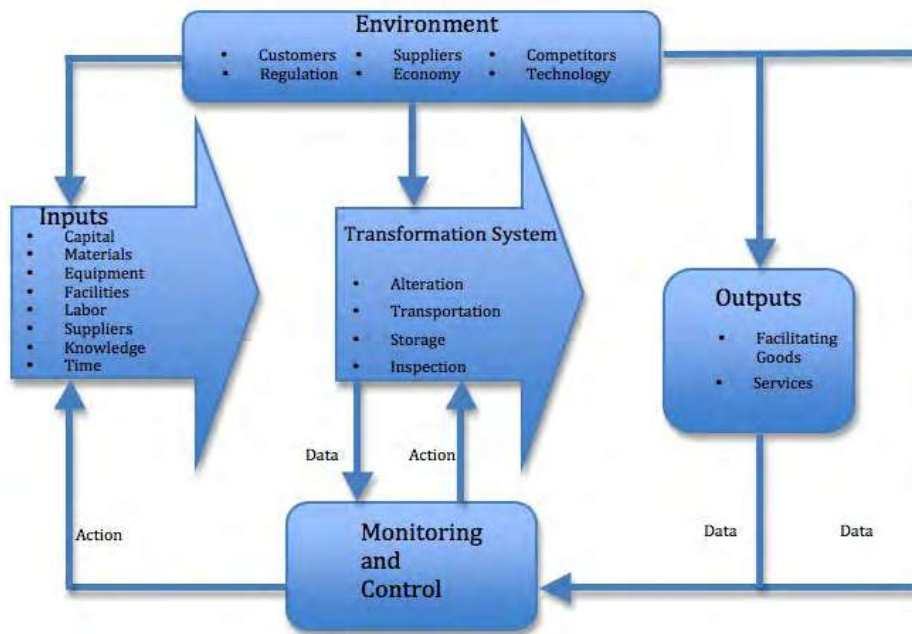 Environment
• Customers • Suppliers • Competitors
• Regulation • Economy • Technology
Inputs
• Capital
• Materials
• Equipment
• Facilities
• Labor
• Suppliers
• Knowledge
• Time
Transformation System
• Alteration
• Transportation
• Storage
• Inspection
Outputs
• Facilitating
Goods
• Services
Data
Action
Action
Data
Data
Monitoring
and
Control